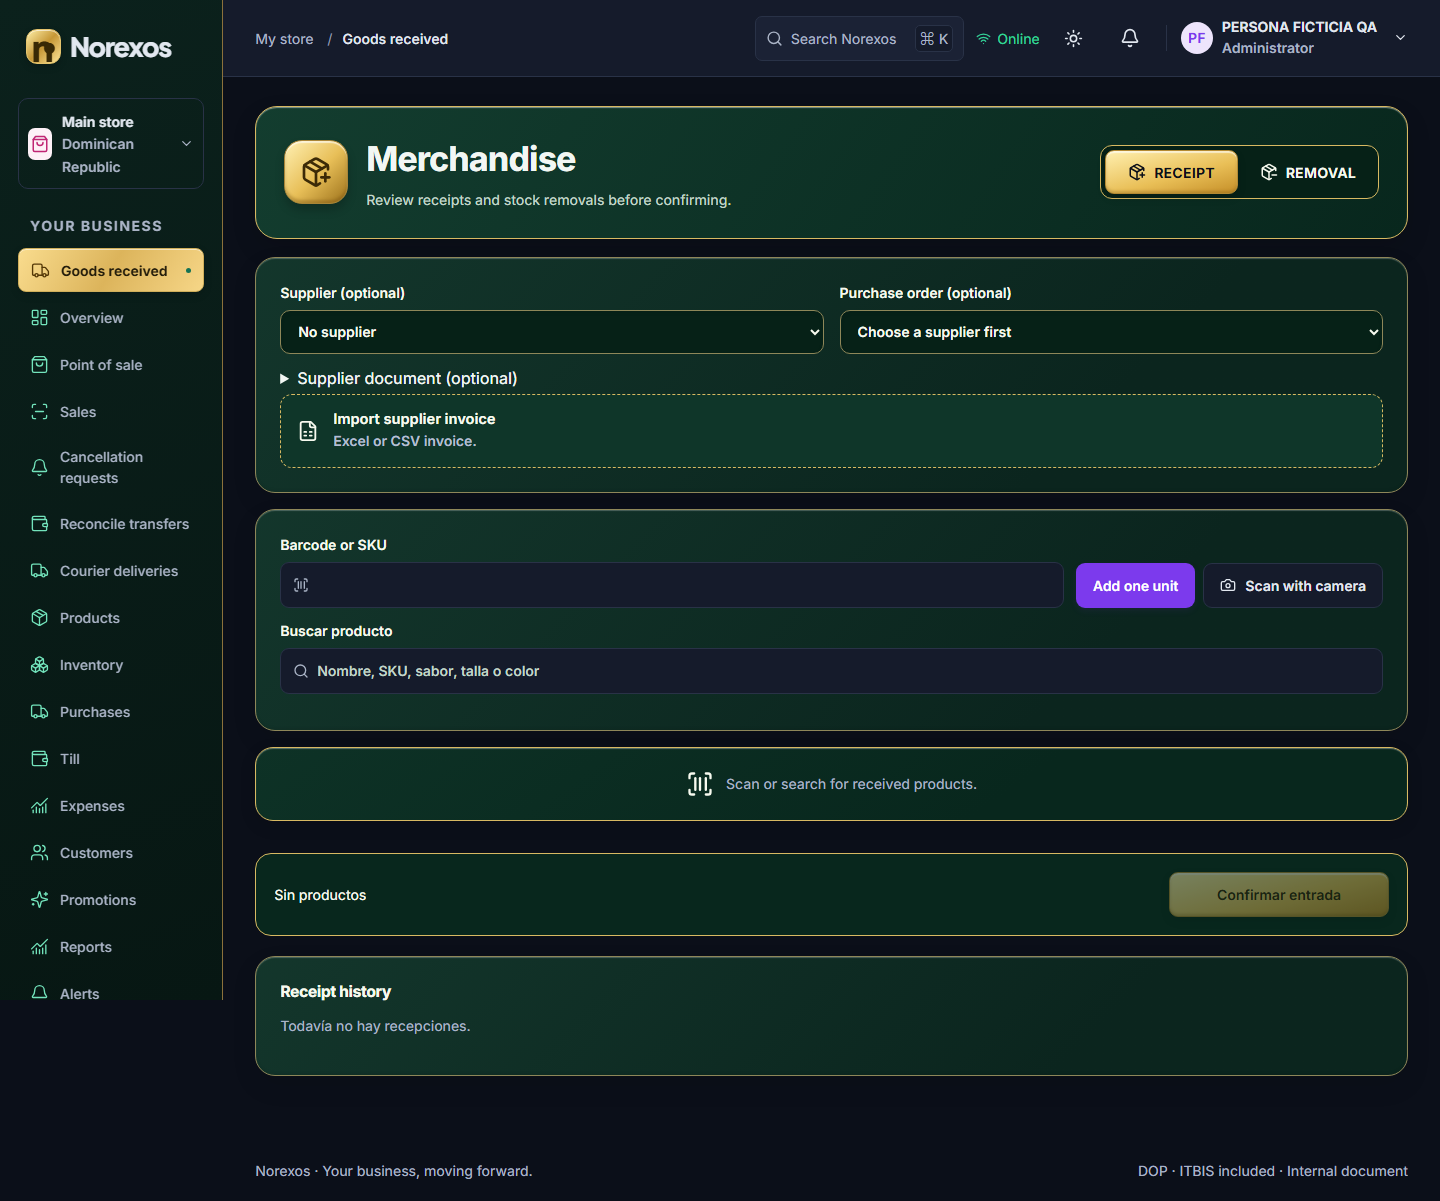 Norexos
My store / Goods received
Search Norexos
⌘ K
Online
PF
PERSONA FICTICIA QA
Administrator
Main store
Dominican
Republic
YOUR BUSINESS
Goods received
Overview
Point of sale
Sales
Cancellation
requests
Reconcile transfers
Courier deliveries
Products
Inventory
Purchases
Till
Expenses
Customers
Promotions
Reports
Alerts
Merchandise
Review receipts and stock removals before confirming.
RECEIPT
REMOVAL
Supplier (optional)
No supplier
Purchase order (optional)
Choose a supplier first
Supplier document (optional)
Import supplier invoice
Excel or CSV invoice.
Barcode or SKU
Add one unit
Scan with camera
Buscar producto
Nombre, SKU, sabor, talla o color
Scan or search for received products.
Sin productos
Confirmar entrada
Receipt history
Todavía no hay recepciones.
Norexos · Your business, moving forward.
DOP · ITBIS included · Internal document